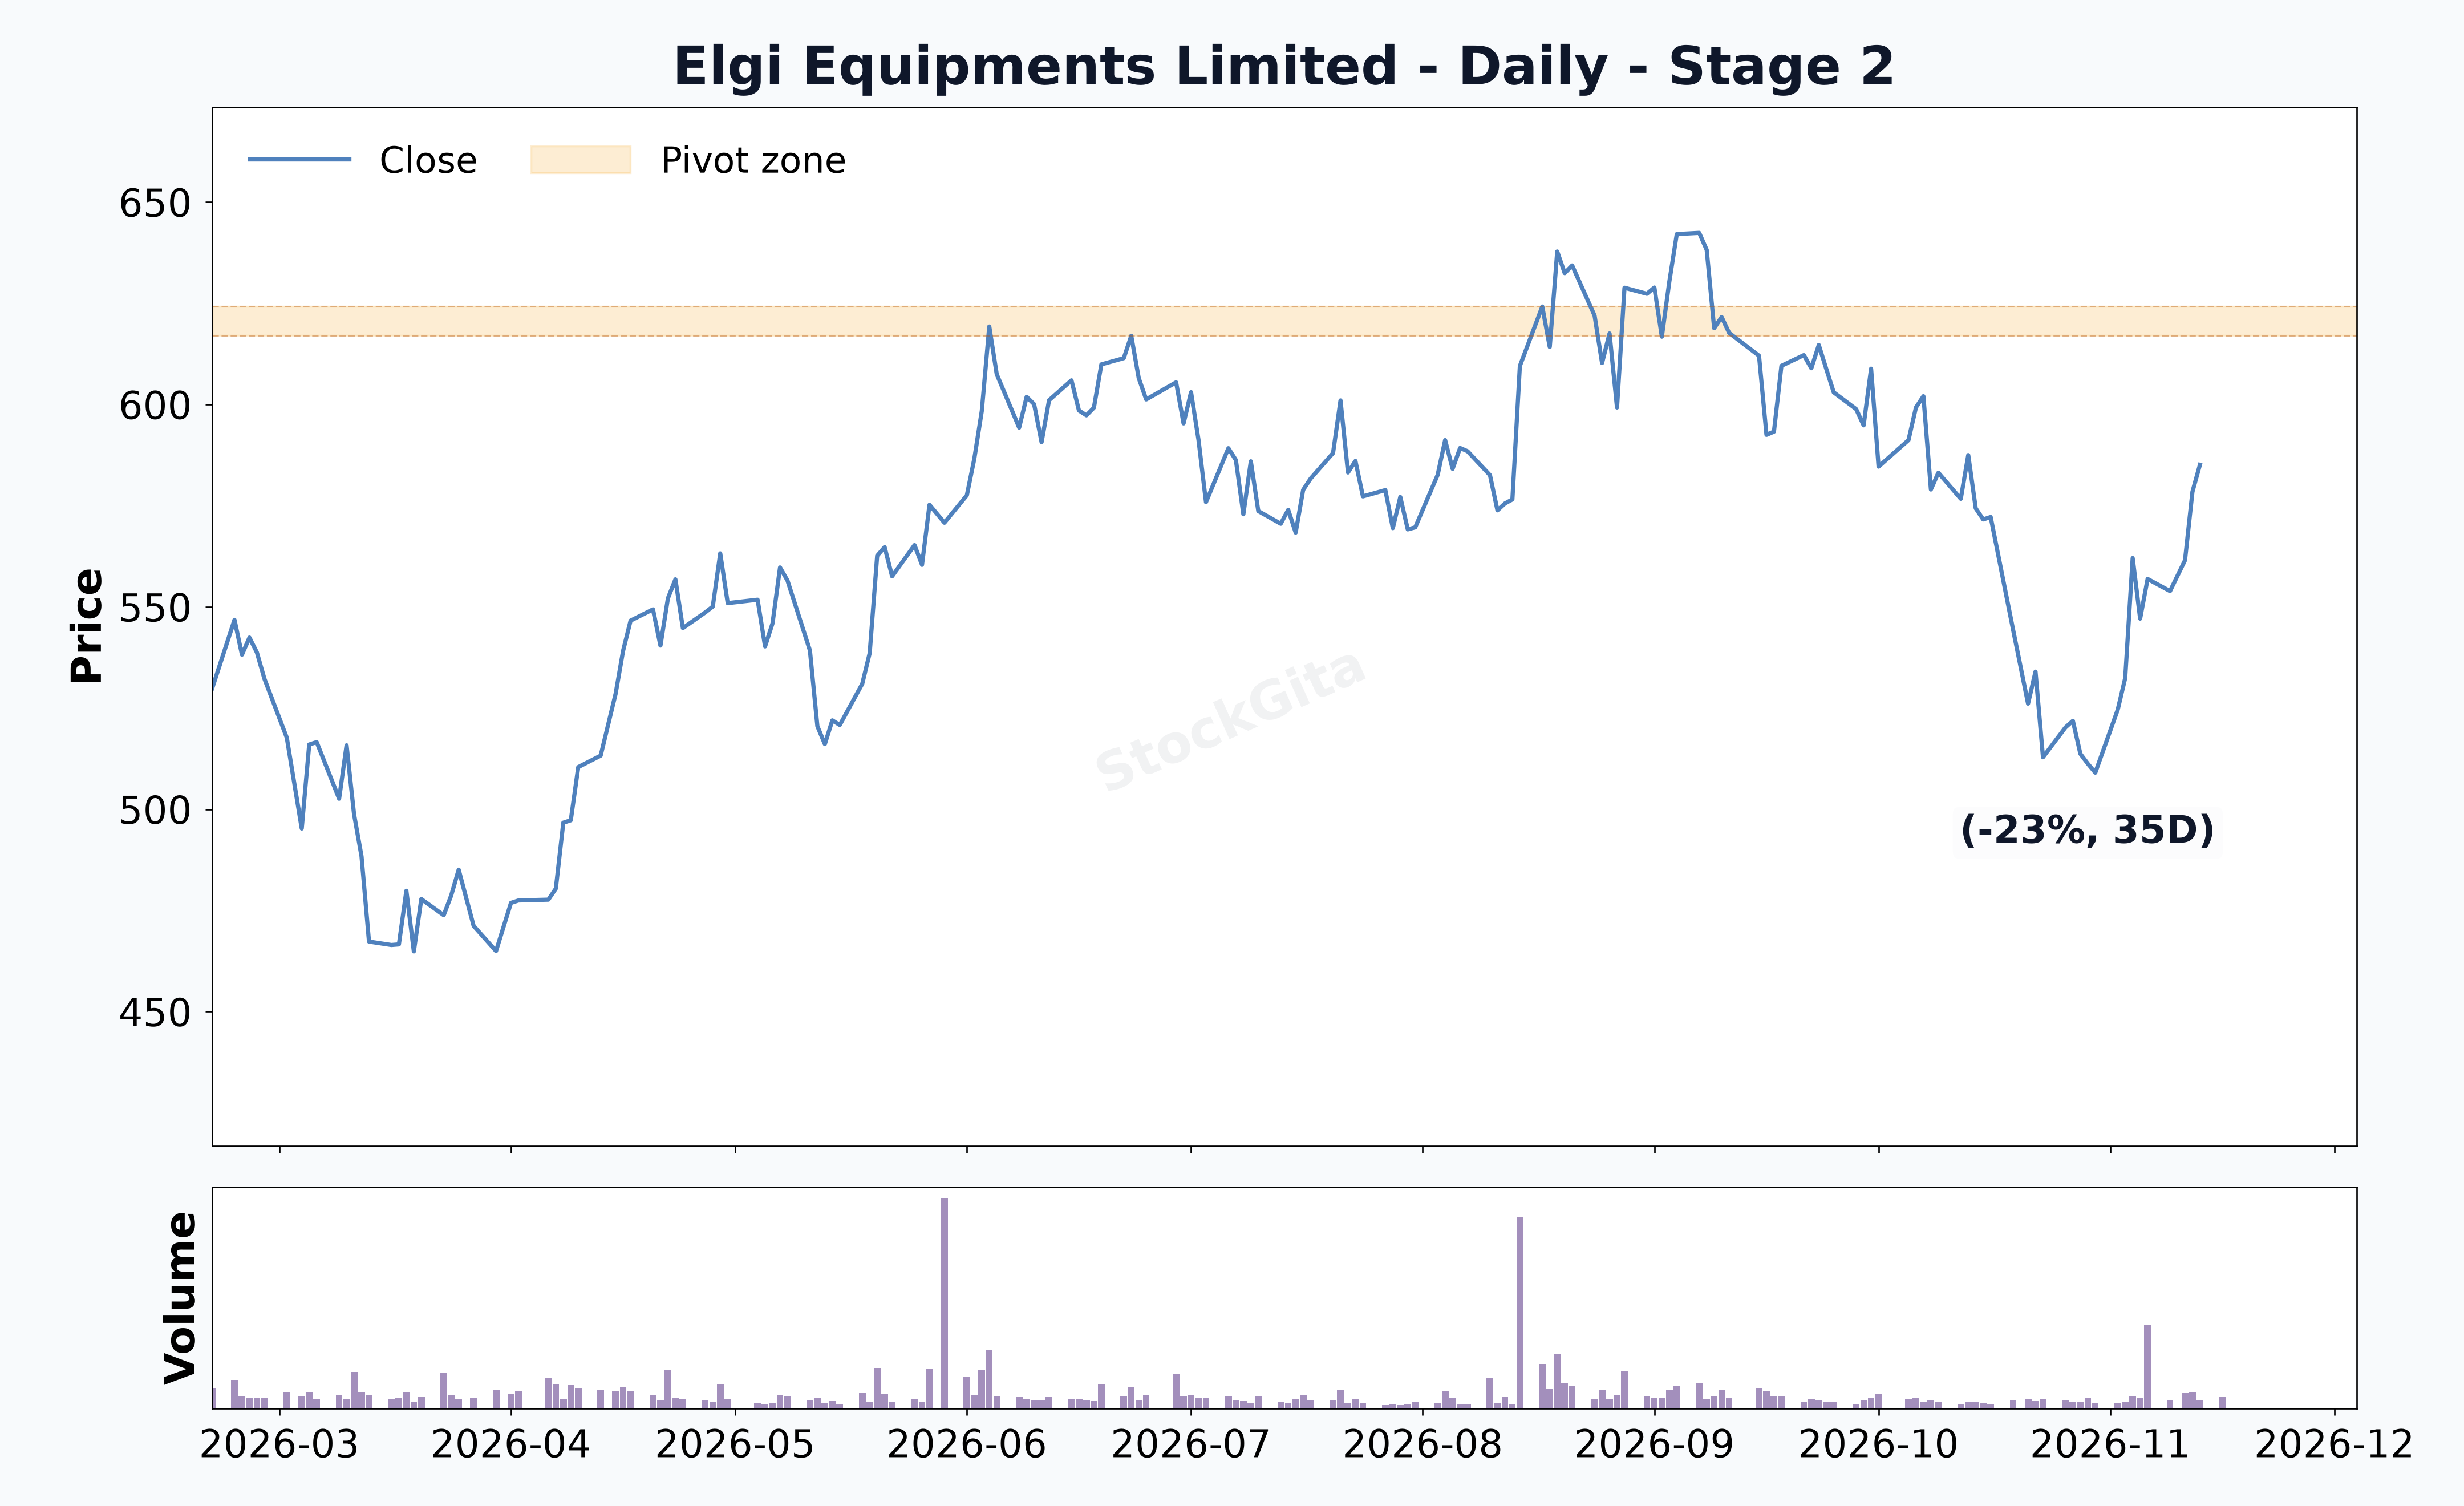 Elgi Equipments Limited - Daily - Stage 2
Close
Pivot zone
650
600
550
500
450
Price
StockGita
(-23%, 35D)
Volume
2026-03
2026-04
2026-05
2026-06
2026-07
2026-08
2026-09
2026-10
2026-11
2026-12